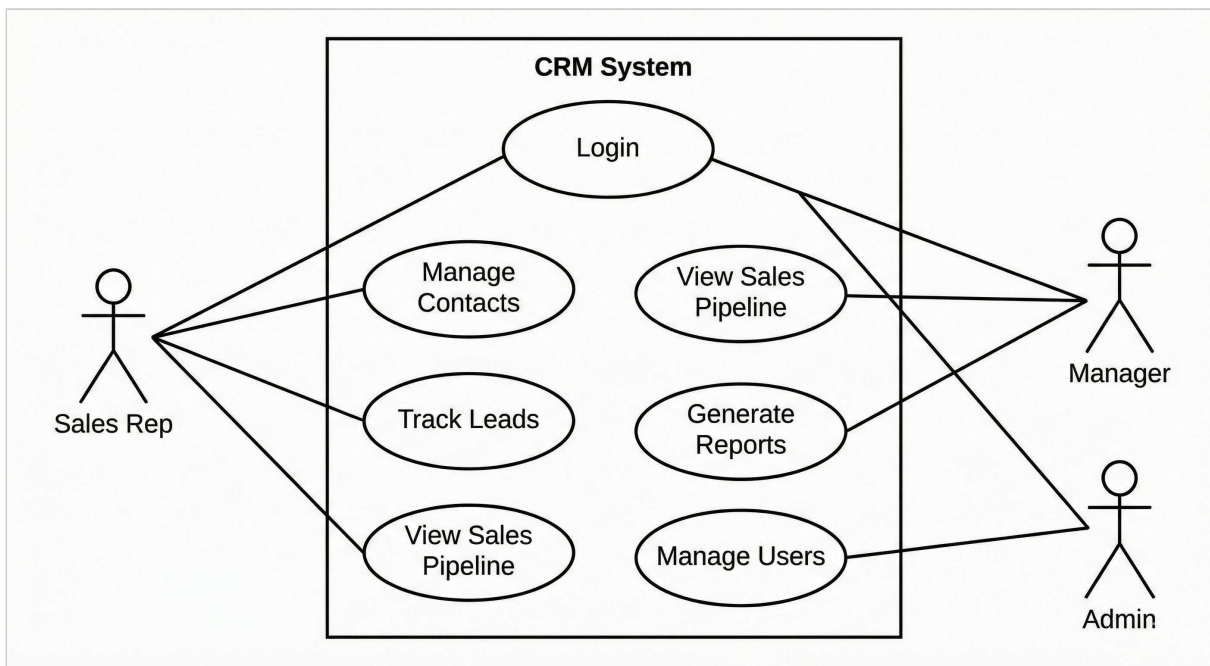 CRM System
Login
Manage
Contacts
View Sales
Pipeline
Sales Rep
Track Leads
Generate
Reports
Manager
View Sales
Pipeline
Manage Users
Admin